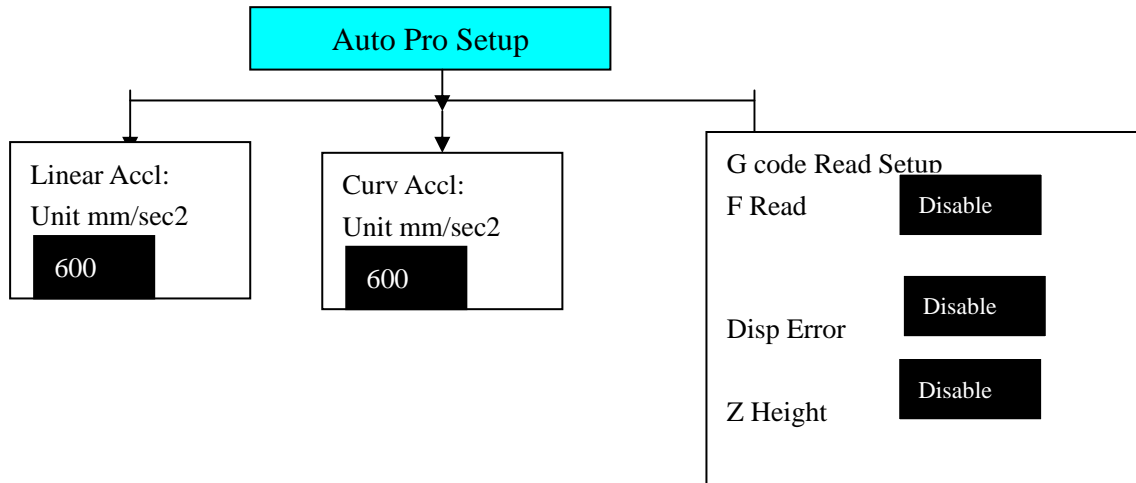 Auto Pro Setup
Linear Accl:
Unit mm/sec2
600
Curv Accl:
Unit mm/sec2
600
G code Read Setup
F Read
Disable
Disp Error
Disable
Z Height
Disable